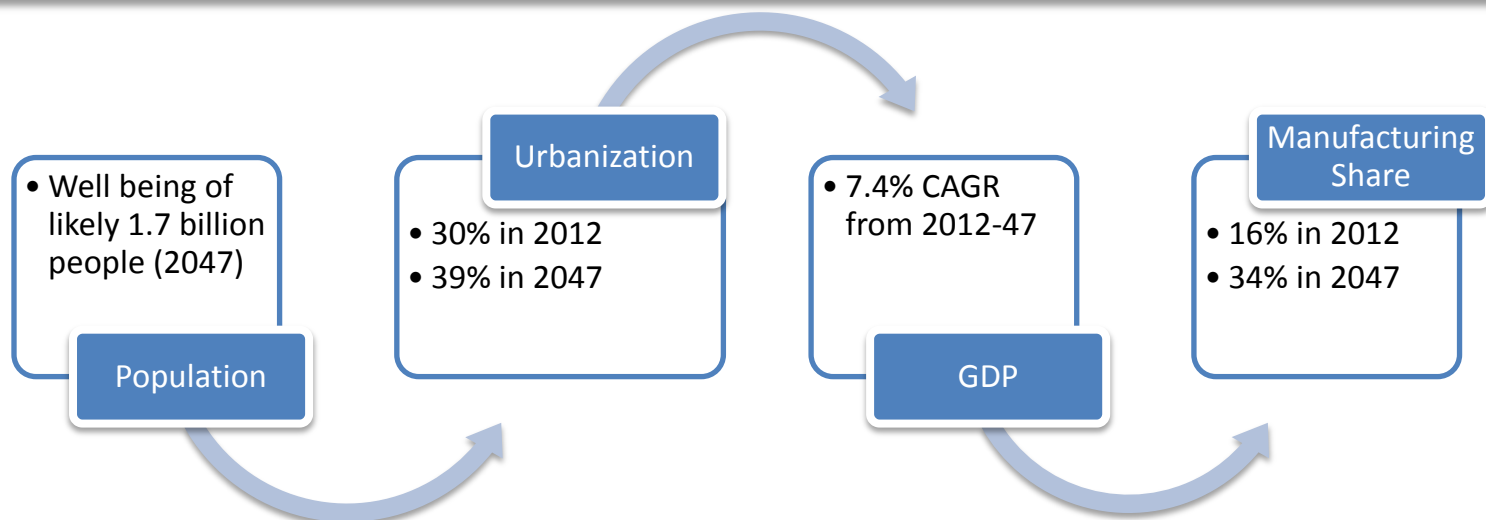 • Well being of
likely 1.7 billion
people (2047)
Population
Urbanization
• 30% in 2012
• 39% in 2047
• 7.4% CAGR
from 2012-47
GDP
Manufacturing
Share
• 16% in 2012
• 34% in 2047